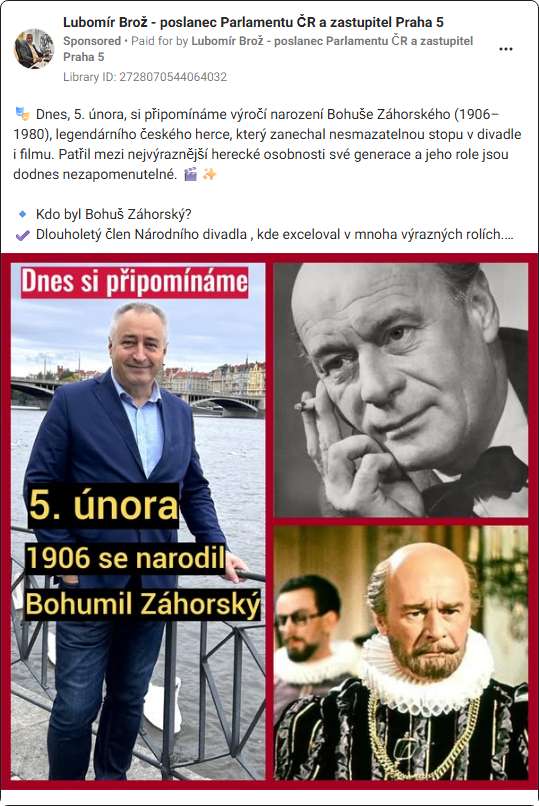 Lubomír Brož - poslanec Parlamentu ČR a zastupitel Praha 5
Sponsored • Paid for by Lubomír Brož - poslanec Parlamentu ČR a zastupitel
Praha 5
Library ID: 2728070544064032
🎭 Dnes, 5. února, si připomínáme výročí narození Bohuše Záhorského (1906–
1980), legendárního českého herce, který zanechal nesmazatelnou stopu v divadle
i filmu. Patřil mezi nejvýraznější herecké osobnosti své generace a jeho role jsou
dodnes nezapomenutelné. 🎬 ✨
🔹 Kdo byl Bohuš Záhorský?
✔ Dlouholetý člen Národního divadla , kde exceloval v mnoha výrazných rolích....
Dnes si připomínáme
5. února
1906 se narodil
Bohumil Záhorský